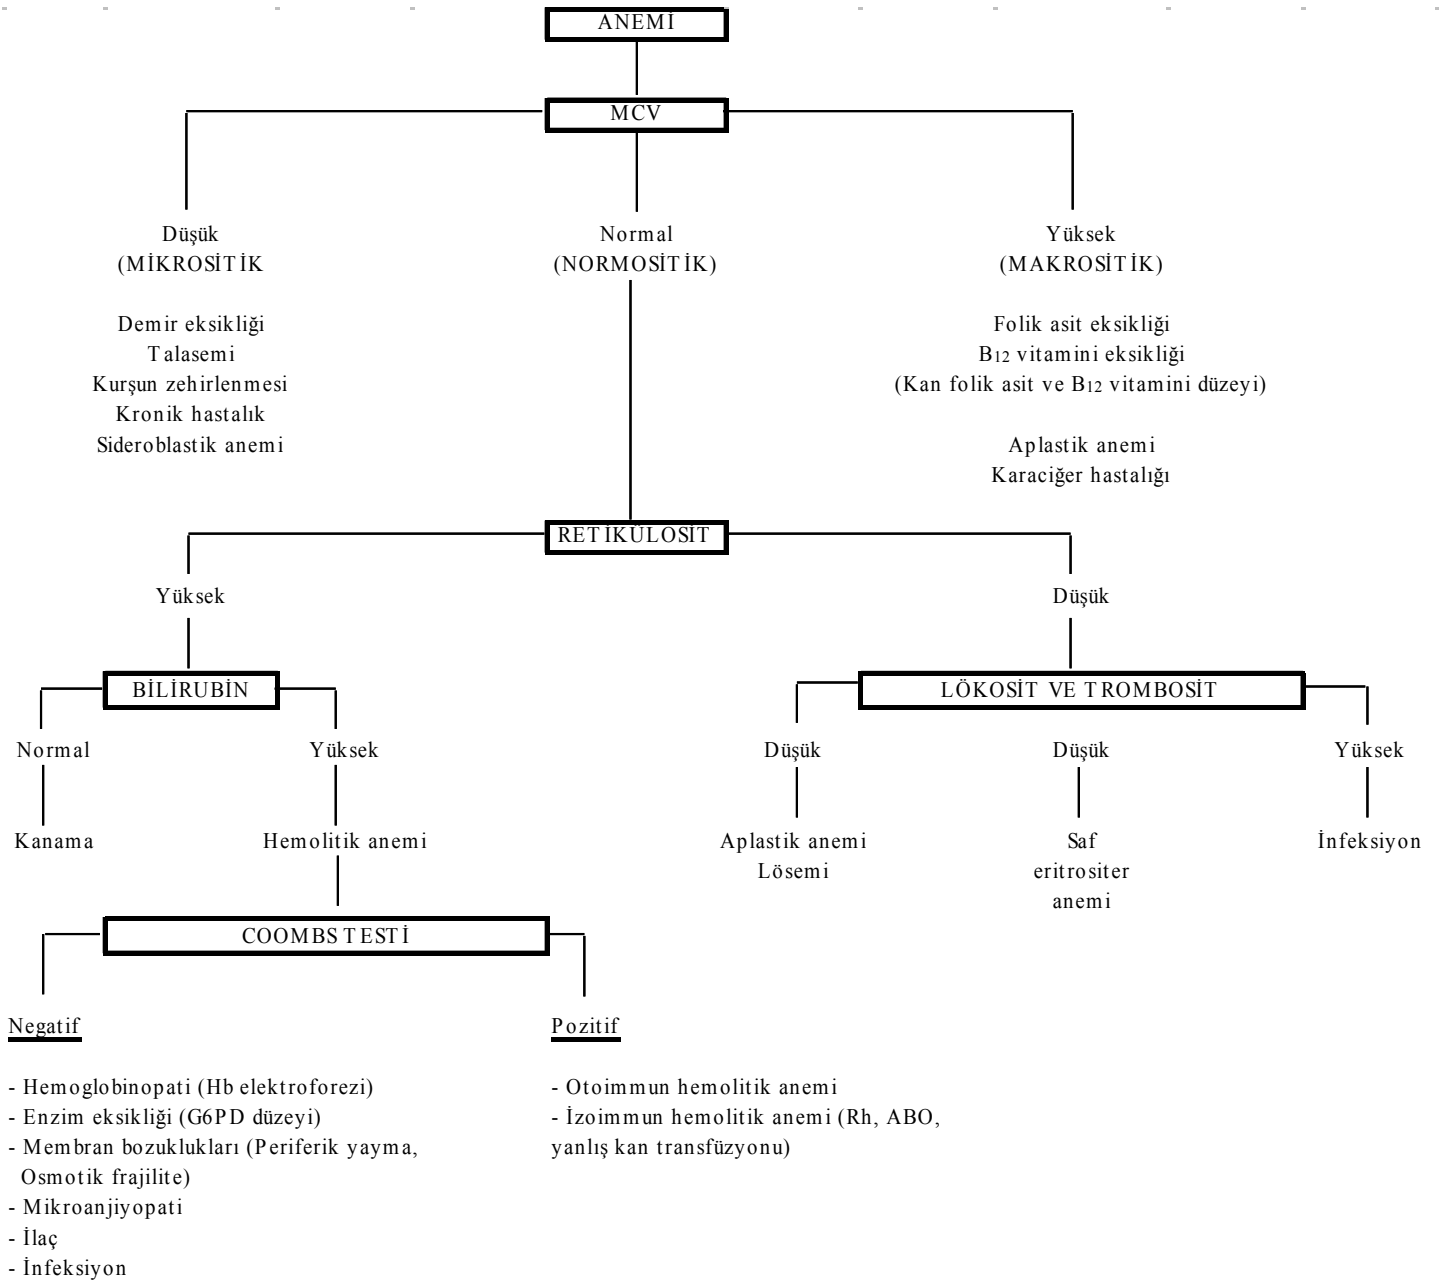 ANEMİ
MCV
Düşük
(MİKROSİTİK
Normal
(NORMOSİTİK)
Yüksek
(MAKROSİTİK)
Demir eksikliği
Talasemi
Kurşun zehirlenmesi
Kronik hastalık
Sideroblastik anemi
Folik asit eksikliği
B12 vitamini eksikliği
(Kan folik asit ve B12 vitamini düzeyi)
Aplastik anemi
Karaciğer hastalığı
RETİKÜLOSİT
Yüksek
Düşük
BİLİRUBİN
LÖKOSİT VE TROMBOSİT
Normal
Yüksek
Düşük
Düşük
Yüksek
Kanama
Hemolitik anemi
Aplastik anemi
Lösemi
Saf
eritrositer
anemi
İnfeksiyon
COOMBS TESTİ
Negatif
- Hemoglobinopati (Hb elektroforezi)
- Enzim eksikliği (G6PD düzeyi)
- Membran bozuklukları (Periferik yayma,
Osmotik frajilite)
- Mikroanjiyopati
- İlaç
- İnfeksiyon
Pozitif
- Otoimmun hemolitik anemi
- İzoimmun hemolitik anemi (Rh, ABO,
yanlış kan transfüzyonu)